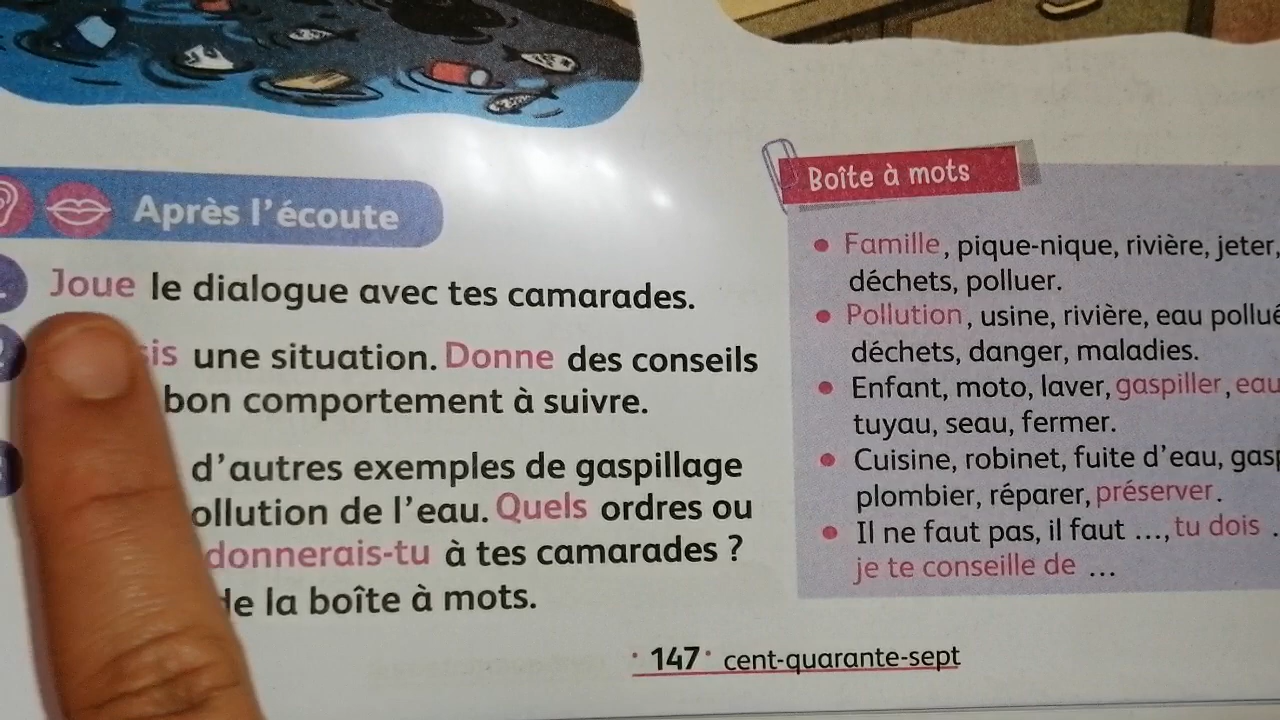 Après l'écoute
Joue le dialogue avec tes camarades.
une situation. Donne des conseils
bon comportement à suivre.
d'autres exemples de gaspillage
de l'eau. Quels ordres ou
donnerais-tu à tes camarades ?
de la boîte à mots.
Boîte à mots
• Famille, pique-nique, rivière, jeter,
déchets, polluer.
• Pollution, usine, rivière, eau
déchets, danger, maladies.
• Enfant, moto, laver, gaspiller, eau
tuyau, seau, fermer.
• Cuisine, robinet, fuite d'eau,
plombier, réparer, préserver.
• Il ne faut pas, il faut ..., tu dois .
je te conseille de ...
147 cent-quarante-sept